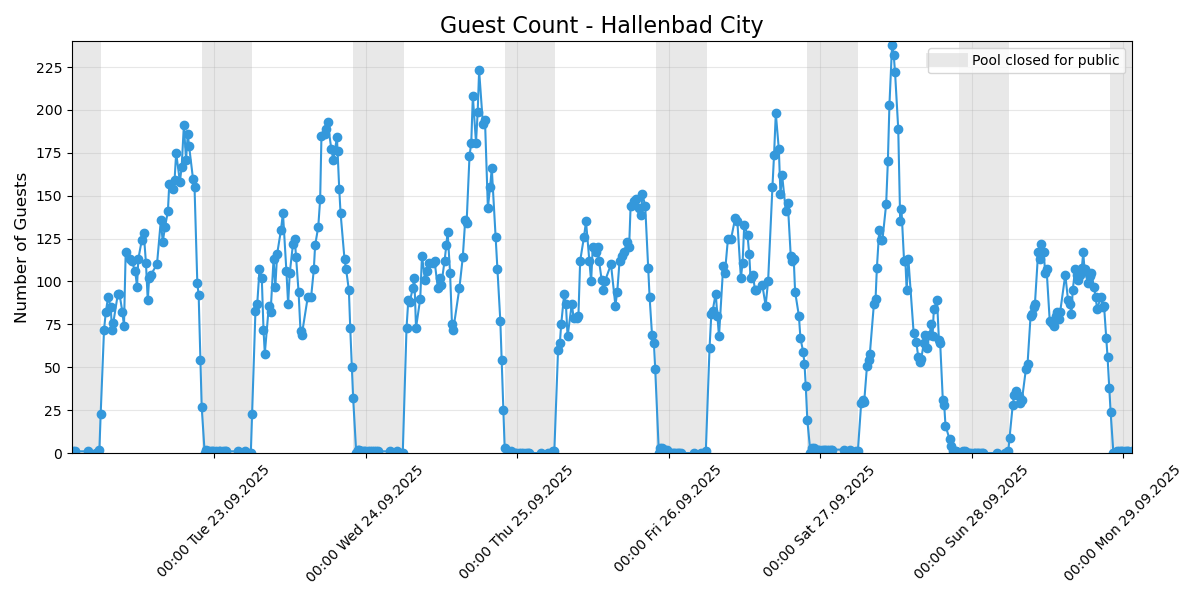 Guest Count - Hallenbad City
Pool closed for public
Number of Guests
225
200
175
150
125
100
75
50
25
0
00:00 Tue 23.09.2025
00:00 Wed 24.09.2025
00:00 Thu 25.09.2025
00:00 Fri 26.09.2025
00:00 Sat 27.09.2025
00:00 Sun 28.09.2025
00:00 Mon 29.09.2025